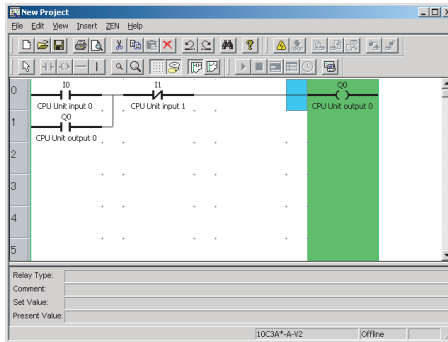 New Project
File Edit View Insert ZEN Help
0 I0 I1 Q0
CPU Unit input 0 CPU Unit input 1 CPU Unit output 0
1 Q0
CPU Unit output 0
2
3
4
5
Relay Type:
Comment:
Set Value:
Present Value:
10C3A*-A-V2 Offline